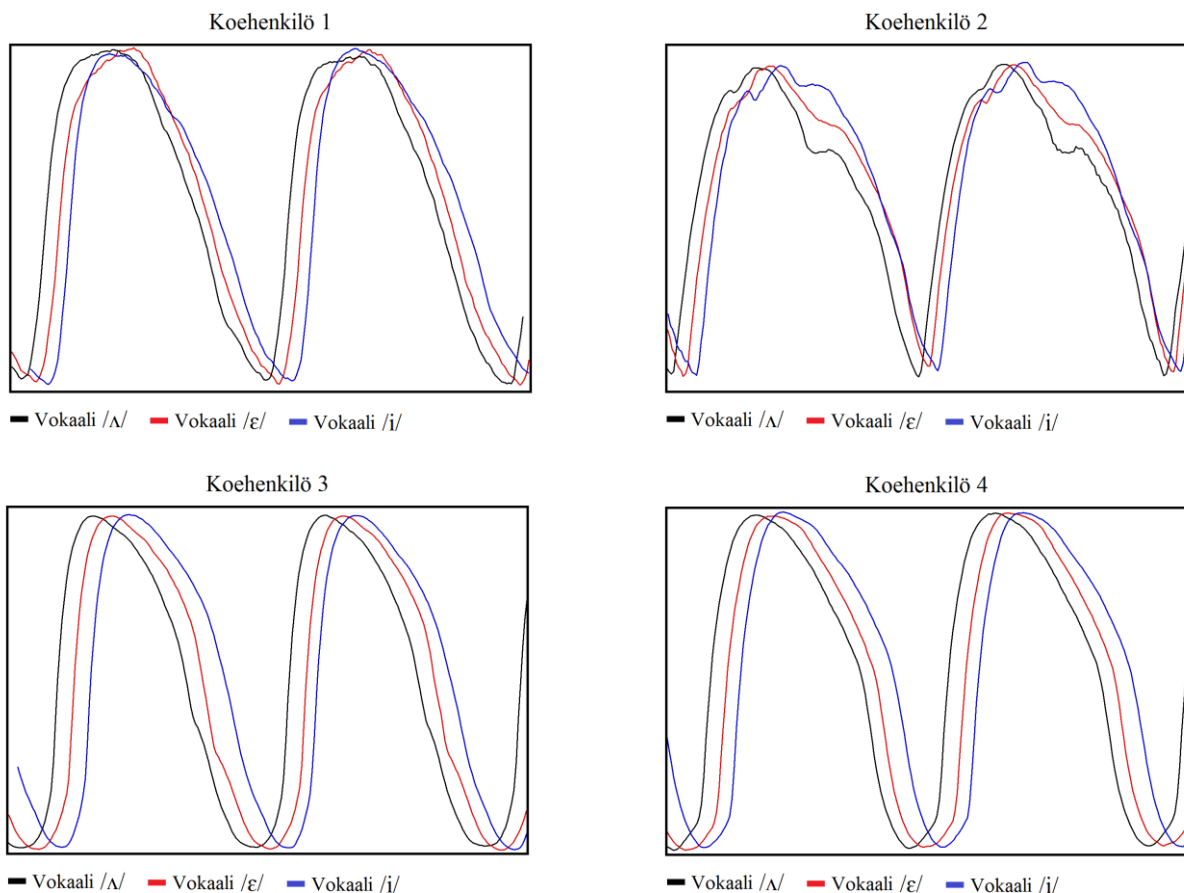 Koehenkilö 1
Koehenkilö 2
Vokaali /Λ/ Vokaali /ε/ Vokaali /i/
Vokaali /Λ/ Vokaali /ε/ Vokaali /i/
Koehenkilö 3
Koehenkilö 4
Vokaali /Λ/ Vokaali /ε/ Vokaali /i/
Vokaali /Λ/ Vokaali /ε/ Vokaali /i/